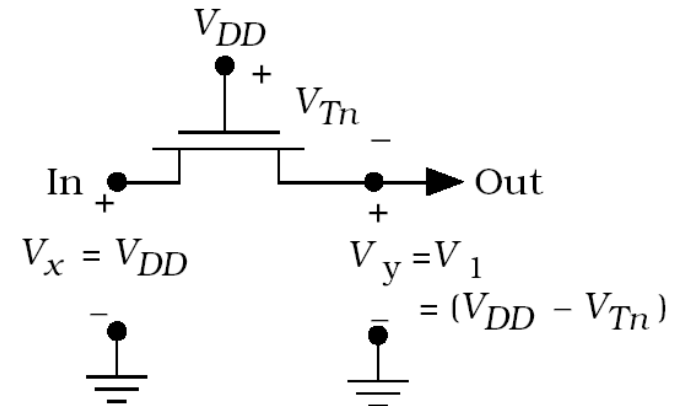 V_DD
+
V_Tn
−
In
Out
+
+
V_x = V_DD
V_y = V_1
= (V_DD − V_Tn)
−
−